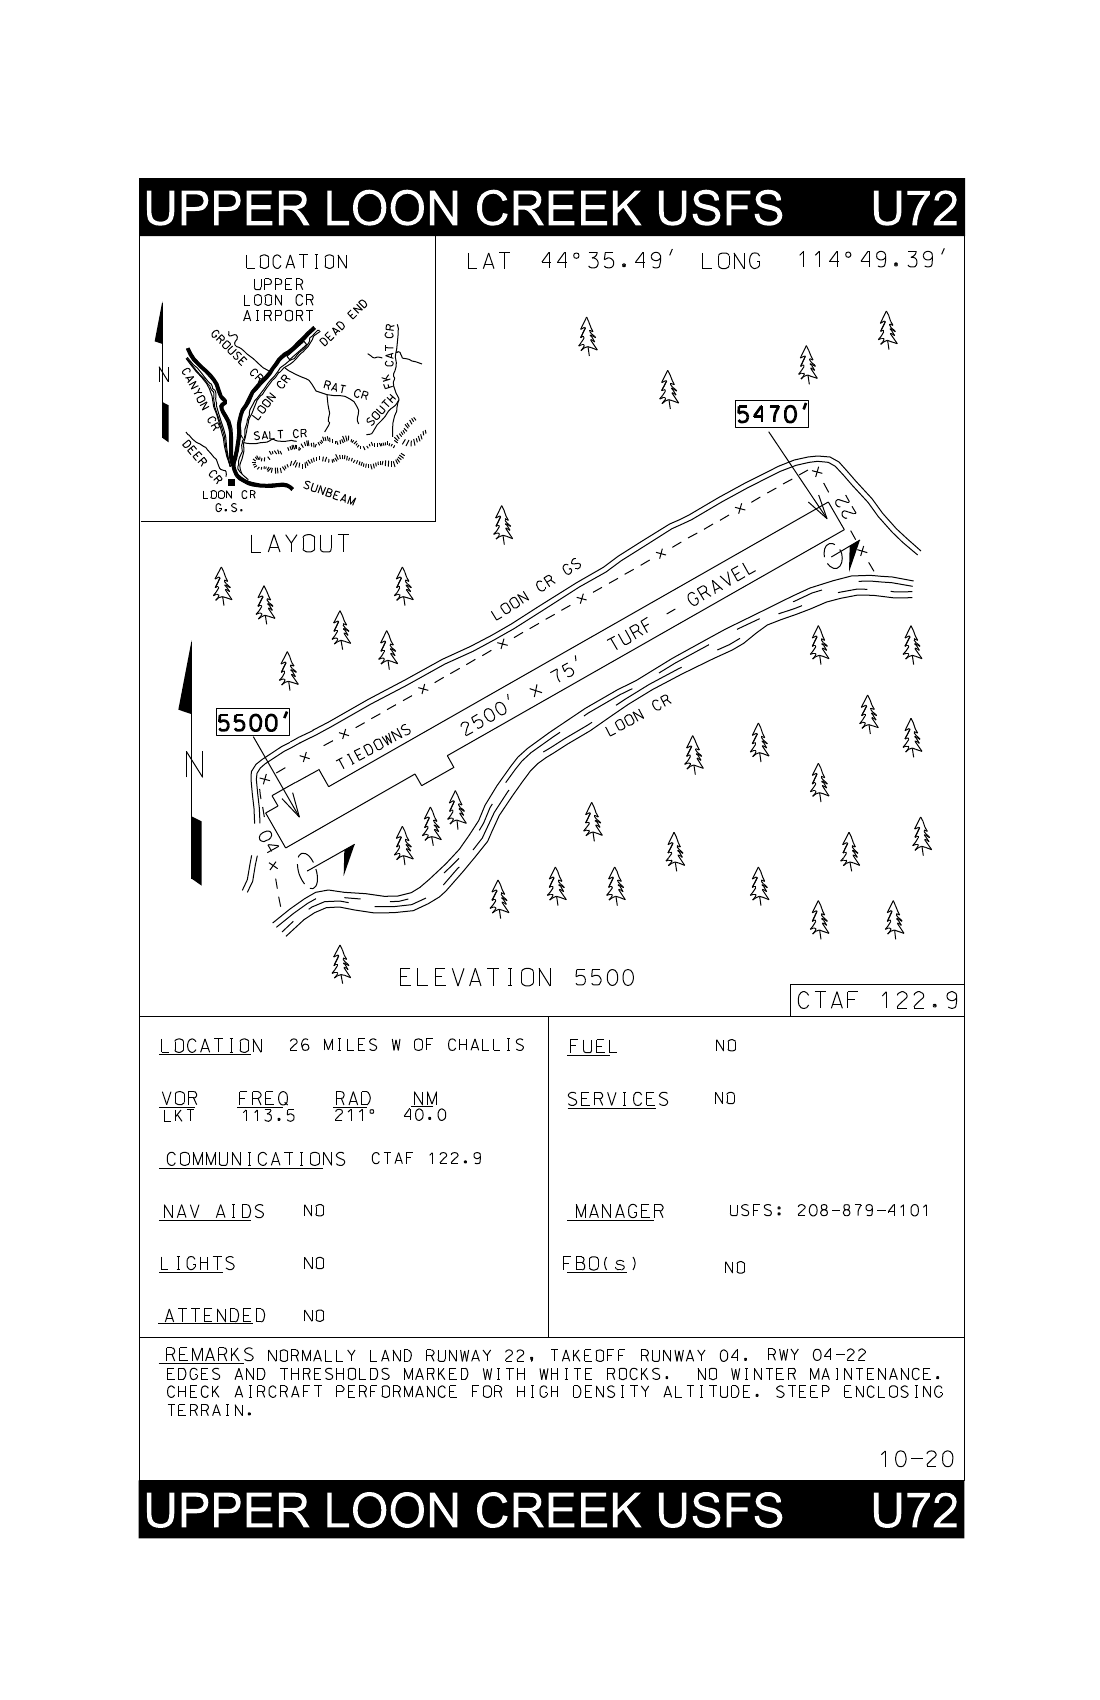 UPPER LOON CREEK USFS U72
LOCATION
LAT 44°35.49' LONG 114°49.39'
UPPER
LOON CR
AIRPORT
DEAD END
GROUSE CR
SOUTH FK CAT CR
N
CANYON CR
LOON CR
RAT CR
SALT CR
DEER CR
LOON CR
G.S.
SUNBEAM
5470'
22
LAYOUT
LOON CR GS
TURF - GRAVEL
2500' X 75'
LOON CR
5500'
TIEDOWNS
N
04
ELEVATION 5500
CTAF 122.9
LOCATION 26 MILES W OF CHALLIS
VOR FREQ RAD NM
LKT 113.5 211° 40.0
COMMUNICATIONS CTAF 122.9
NAV AIDS NO
LIGHTS NO
ATTENDED NO
FUEL NO
SERVICES NO
MANAGER USFS: 208-879-4101
FBO(s) NO
REMARKS NORMALLY LAND RUNWAY 22, TAKEOFF RUNWAY 04. RWY 04-22
EDGES AND THRESHOLDS MARKED WITH WHITE ROCKS. NO WINTER MAINTENANCE.
CHECK AIRCRAFT PERFORMANCE FOR HIGH DENSITY ALTITUDE. STEEP ENCLOSING
TERRAIN.
10-20
UPPER LOON CREEK USFS U72